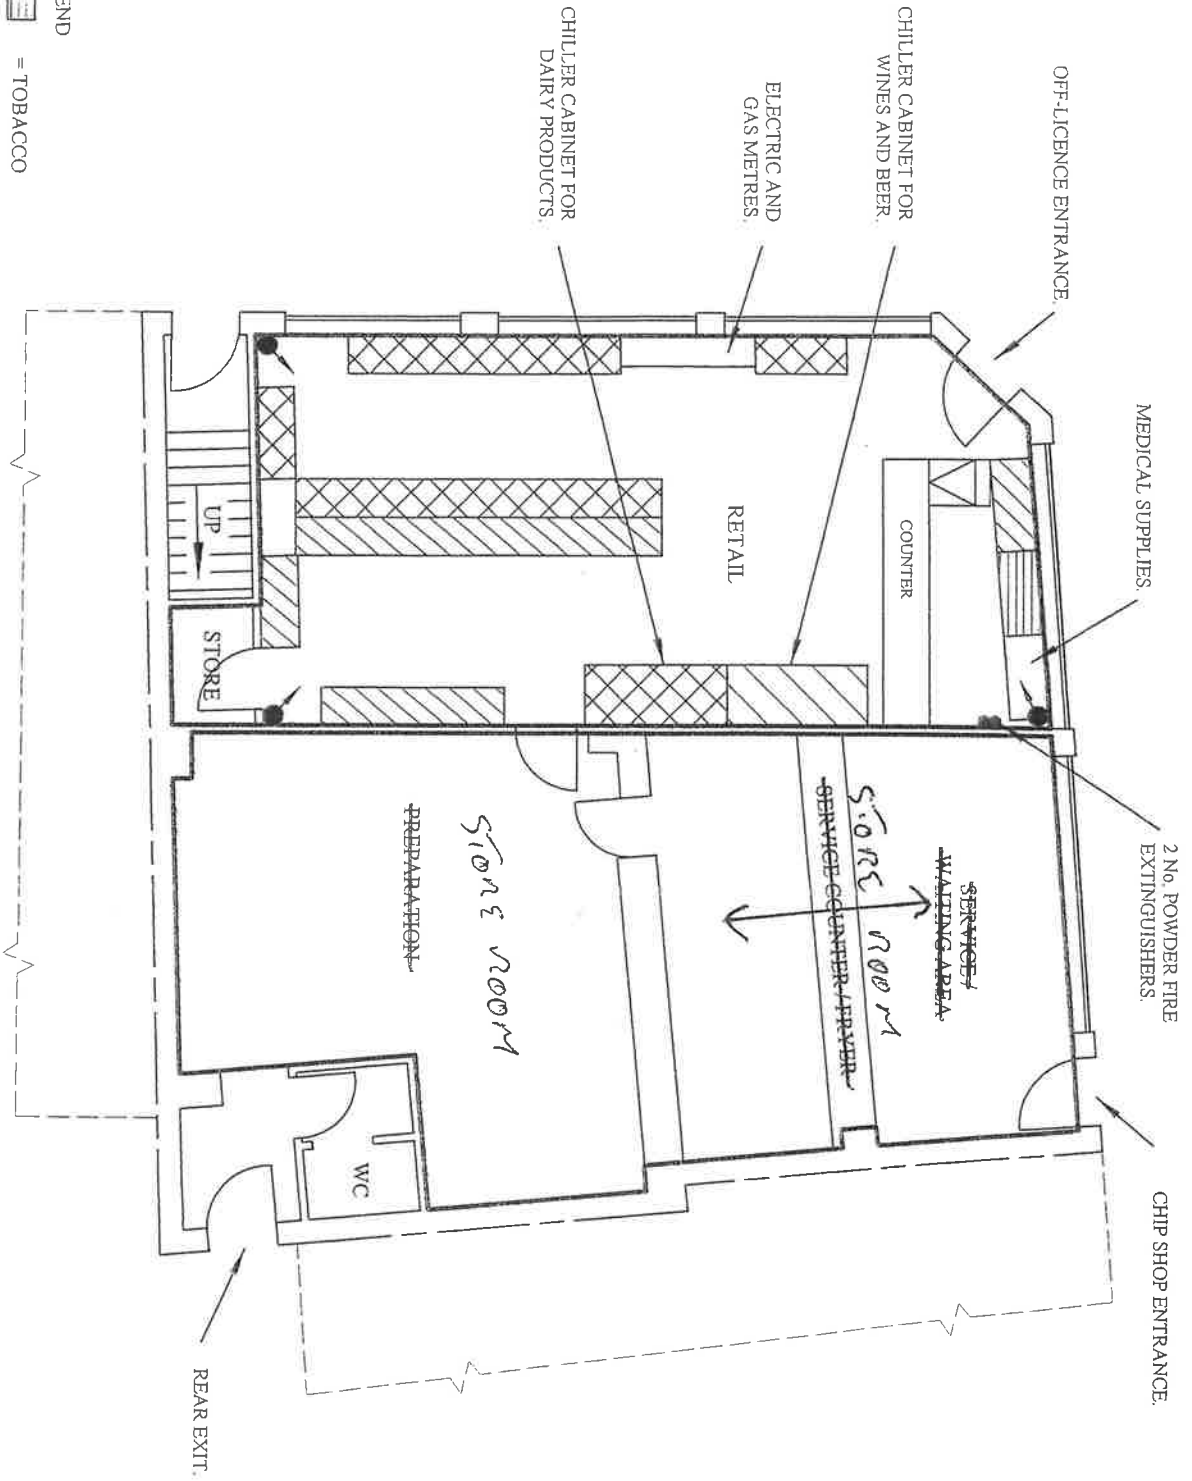 CHIP SHOP ENTRANCE.
2 No. POWDER FIRE
EXTINGUISHERS.
MEDICAL SUPPLIES.
OFF-LICENCE ENTRANCE.
CHILLER CABINET FOR
WINES AND BEER.
ELECTRIC AND
GAS METRES.
CHILLER CABINET FOR
DAIRY PRODUCTS.
COUNTER
RETAIL
UP
STORE
SERVICE /
WAITING AREA
STORE ROOM
SERVICE COUNTER / FRYER
STORE ROOM
PREPARATION
WC
REAR EXIT.
END
= TOBACCO